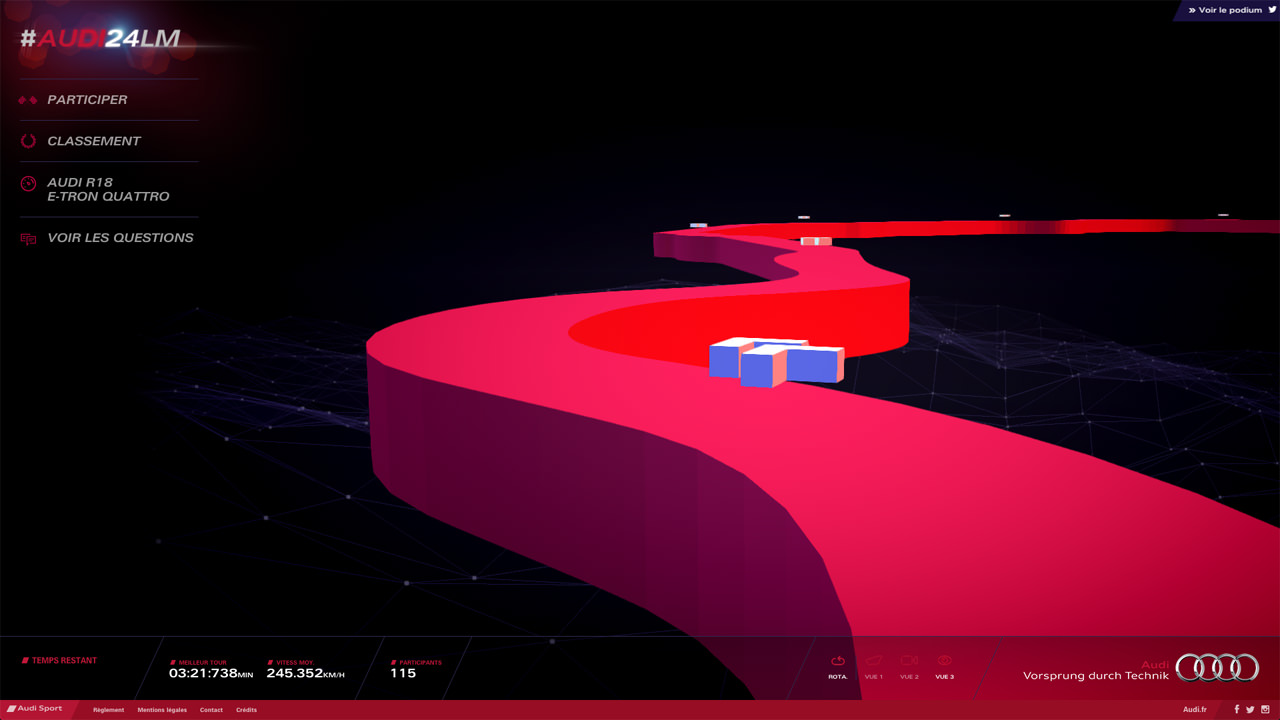 » Voir le podium
#AUDI24LM
PARTICIPER
CLASSEMENT
AUDI R18
E-TRON QUATTRO
VOIR LES QUESTIONS
TEMPS RESTANT
MEILLEUR TOUR
03:21:738MIN
VITESS MOY.
245.352KM/H
PARTICIPANTS
115
ROTA.
VUE 1
VUE 2
VUE 3
Audi
Vorsprung durch Technik
Audi Sport
Règlement
Mentions légales
Contact
Crédits
Audi.fr